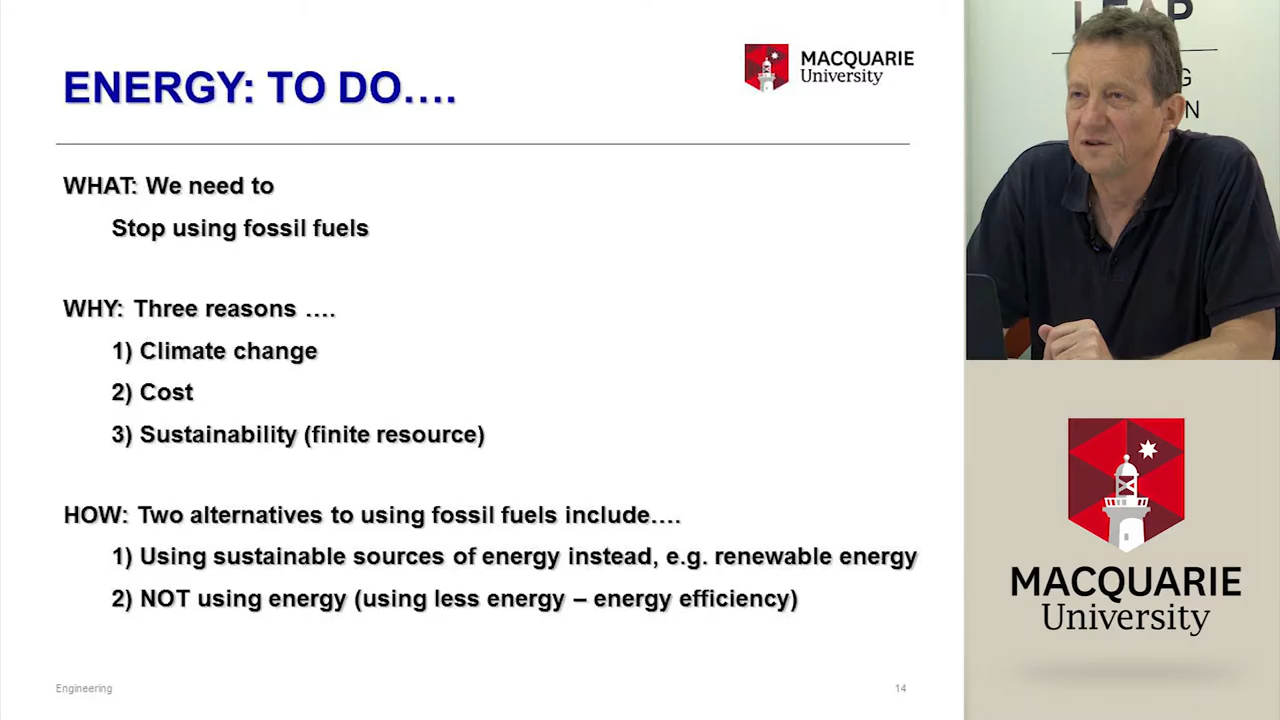 ENERGY: TO DO….
MACQUARIE
University
WHAT: We need to
Stop using fossil fuels
WHY: Three reasons ….
1) Climate change
2) Cost
3) Sustainability (finite resource)
HOW: Two alternatives to using fossil fuels include….
1) Using sustainable sources of energy instead, e.g. renewable energy
2) NOT using energy (using less energy – energy efficiency)
Engineering
14
MACQUARIE
University